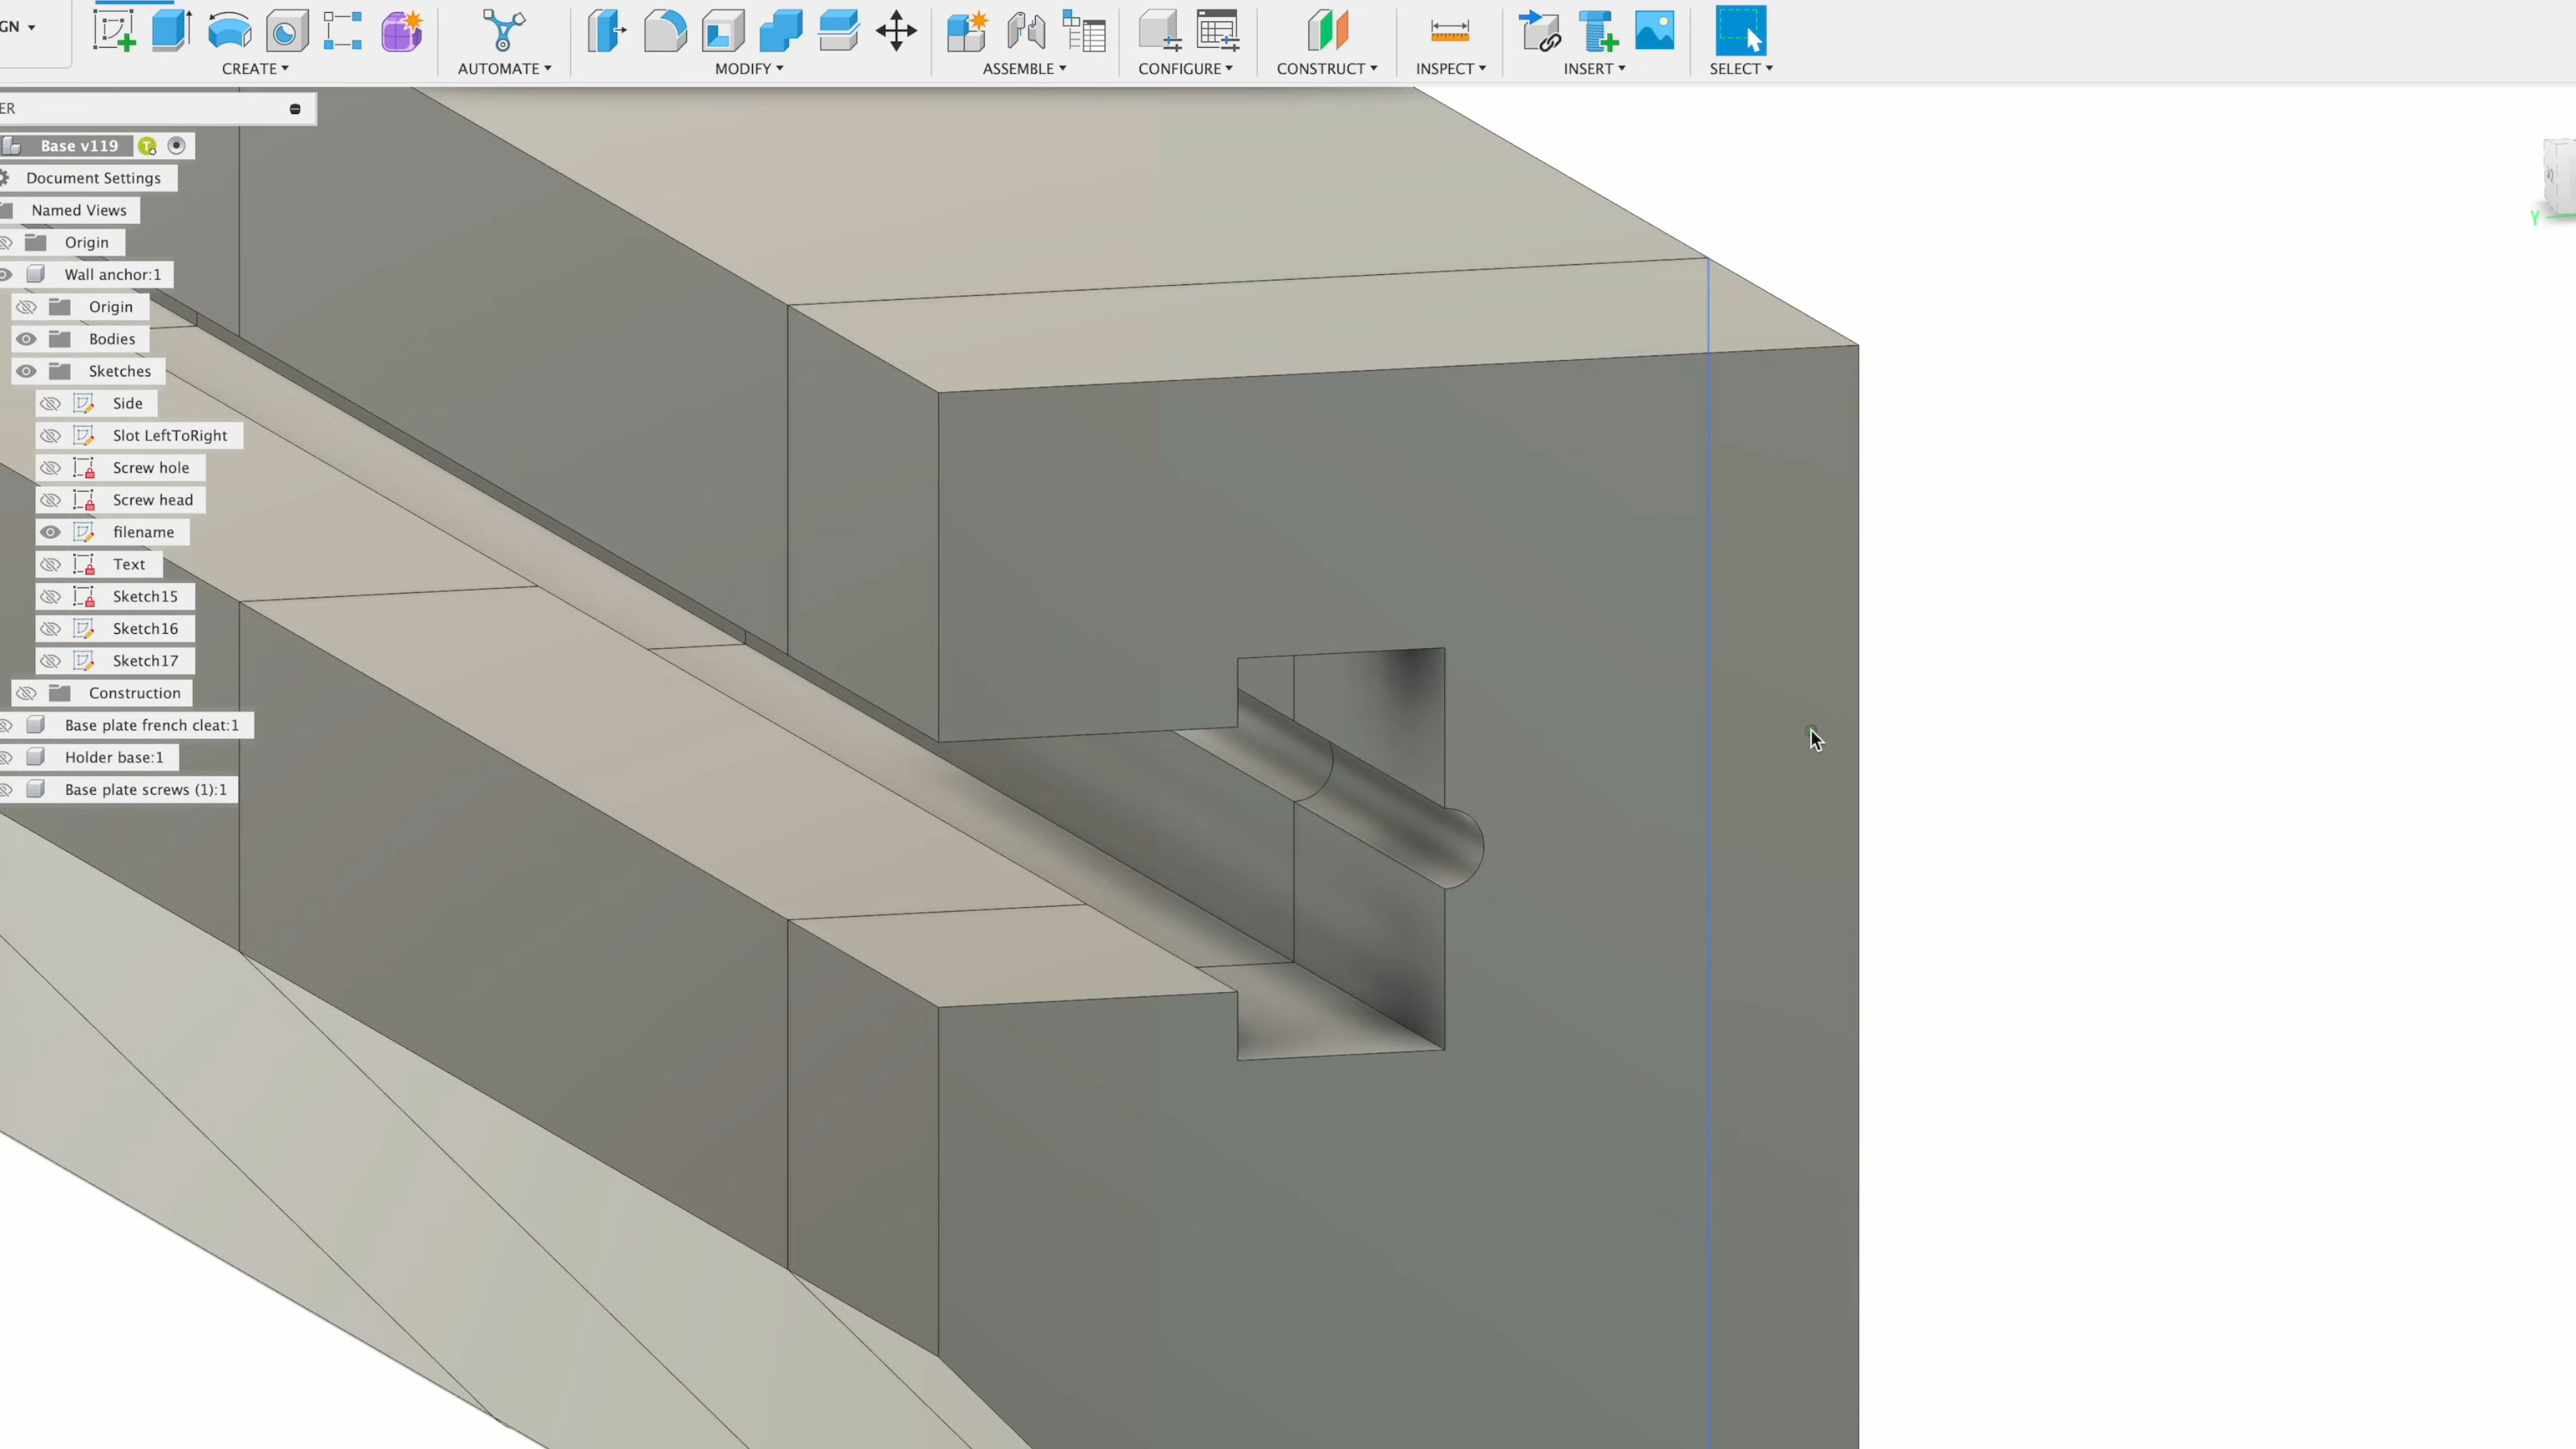 GN
CREATE AUTOMATE MODIFY ASSEMBLE CONFIGURE CONSTRUCT INSPECT INSERT SELECT
ER
Base v119
Document Settings
Named Views
Origin
Wall anchor:1
Origin
Bodies
Sketches
Side
Slot LeftToRight
Screw hole
Screw head
filename
Text
Sketch15
Sketch16
Sketch17
Construction
Base plate french cleat:1
Holder base:1
Base plate screws (1):1
Y